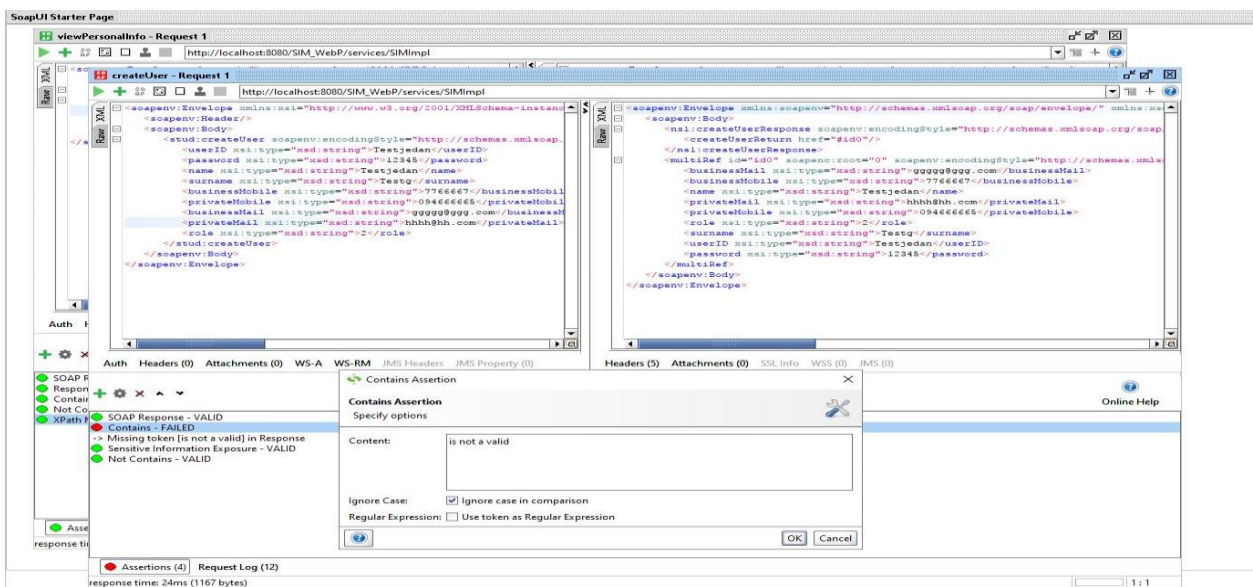 SoapUI Starter Page
viewPersonalInfo - Request 1
http://localhost:8080/SIM_WebP/services/SIMImpl
XML
Raw
createUser - Request 1
http://localhost:8080/SIM_WebP/services/SIMImpl
XML
Raw
<soapenv:Envelope xmlns:xsi="http://www.w3.org/2001/XMLSchema-instanc
<soapenv:Header/>
<soapenv:Body>
<stud:createUser soapenv:encodingStyle="http://schemas.xmlsoap.
<userID xsi:type="xsd:string">Testjedan</userID>
<password xsi:type="xsd:string">12345</password>
<name xsi:type="xsd:string">Testjedan</name>
<surname xsi:type="xsd:string">Testg</surname>
<businessMobile xsi:type="xsd:string">7766667</businessMobil
<privateMobile xsi:type="xsd:string">094666665</privateMobil
<businessMail xsi:type="xsd:string">ggggg@ggg.com</businessM
<privateMail xsi:type="xsd:string">hhhh@hh.com</privateMail>
<role xsi:type="xsd:string">2</role>
</stud:createUser>
</soapenv:Body>
</soapenv:Envelope>
XML
Raw
<soapenv:Envelope xmlns:soapenv="http://schemas.xmlsoap.org/soap/envelope/" xmlns:xs
<soapenv:Body>
<ns1:createUserResponse soapenv:encodingStyle="http://schemas.xmlsoap.org/soap
<createUserReturn href="#id0"/>
</ns1:createUserResponse>
<multiRef id="id0" soapenc:root="0" soapenv:encodingStyle="http://schemas.xmls
<businessMail xsi:type="xsd:string">ggggg@ggg.com</businessMail>
<businessMobile xsi:type="xsd:string">7766667</businessMobile>
<name xsi:type="xsd:string">Testjedan</name>
<privateMail xsi:type="xsd:string">hhhh@hh.com</privateMail>
<privateMobile xsi:type="xsd:string">094666665</privateMobile>
<role xsi:type="xsd:string">2</role>
<surname xsi:type="xsd:string">Testg</surname>
<userID xsi:type="xsd:string">Testjedan</userID>
<password xsi:type="xsd:string">12345</password>
</multiRef>
</soapenv:Body>
</soapenv:Envelope>
Auth
Auth Headers (0) Attachments (0) WS-A WS-RM JMS Headers JMS Property (0)
Headers (5) Attachments (0) SSL Info WSS (0) JMS (0)
SOAP R
Respon
Contain
Not Co
XPath M
Online Help
SOAP Response - VALID
Contains - FAILED
-> Missing token [is not a valid] in Response
Sensitive Information Exposure - VALID
Not Contains - VALID
Contains Assertion
Contains Assertion
Specify options
Content:
is not a valid
Ignore Case:
Ignore case in comparison
Regular Expression:
Use token as Regular Expression
OK
Cancel
Asse
response ti
Assertions (4) Request Log (12)
response time: 24ms (1167 bytes)
1 : 1